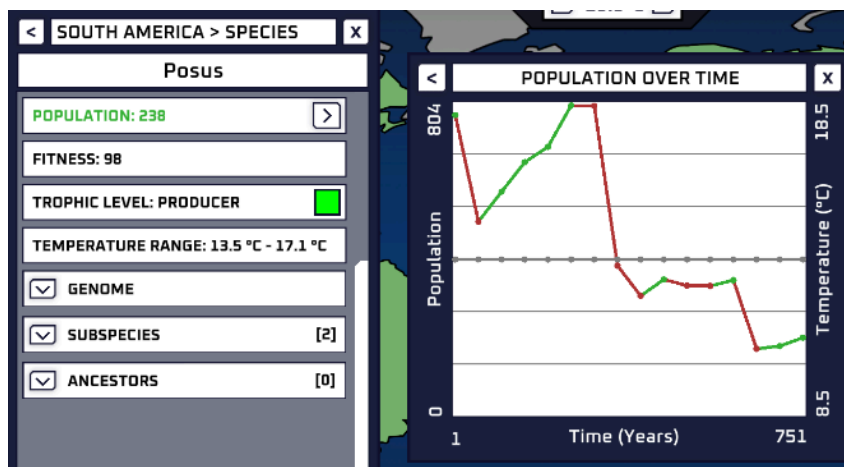 < SOUTH AMERICA > SPECIES X
Posus
POPULATION: 238 >
FITNESS: 98
TROPHIC LEVEL: PRODUCER
TEMPERATURE RANGE: 13.5 °C - 17.1 °C
GENOME
SUBSPECIES [2]
ANCESTORS [0]
< POPULATION OVER TIME X
804
Population
0
18.5
Temperature (°C)
8.5
1 Time (Years) 751